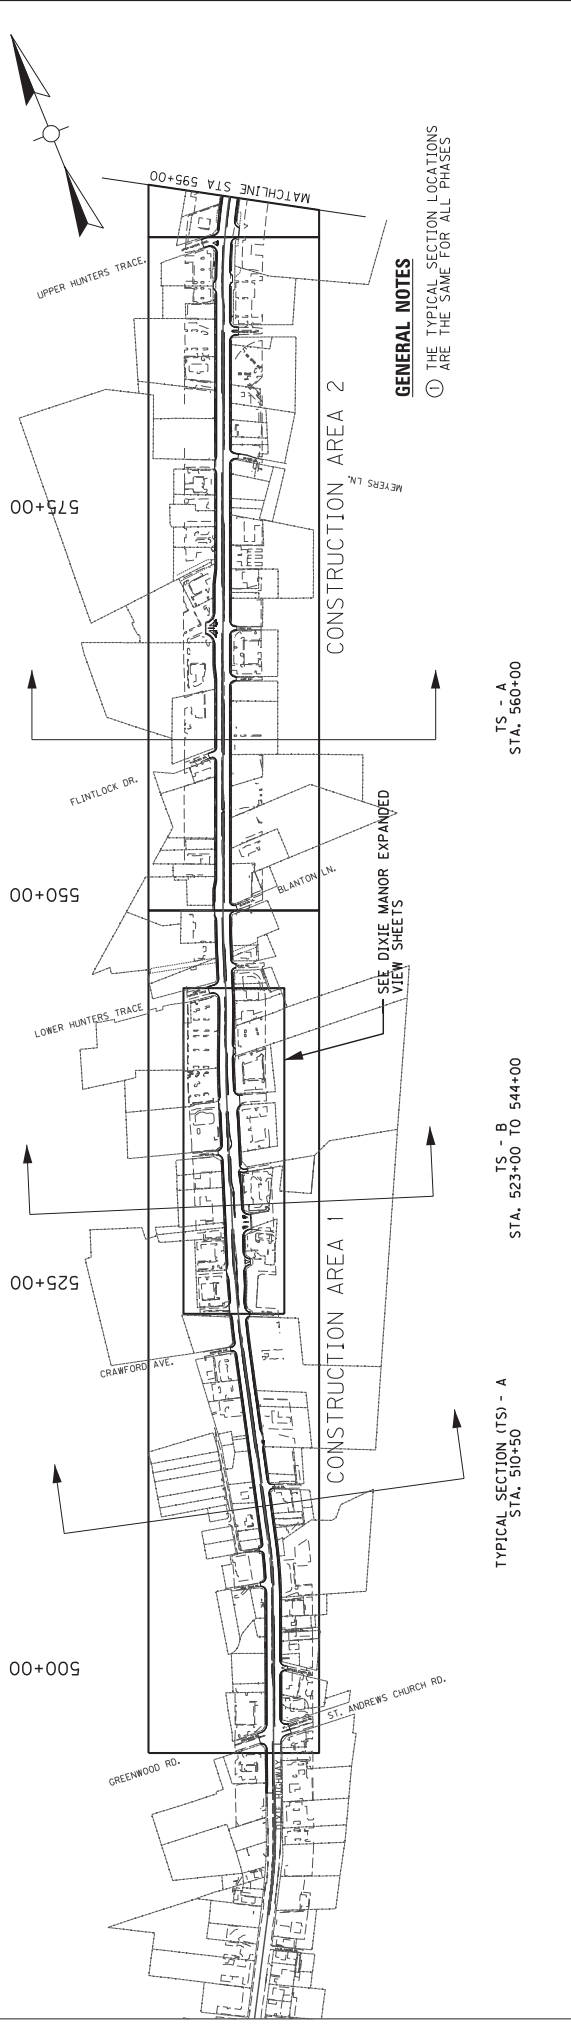 MATCHLINE STA 595+00
UPPER HUNTERS TRACE.
GENERAL NOTES
① THE TYPICAL SECTION LOCATIONS
ARE THE SAME FOR ALL PHASES
CONSTRUCTION AREA 2
MEYERS LN.
575+00
TS - A
STA. 560+00
FLINTLOCK DR.
550+00
BLANTON LN.
SEE DIXIE MANOR EXPANDED
VIEW SHEETS
LOWER HUNTERS TRACE
TS - B
STA. 523+00 TO 544+00
525+00
CONSTRUCTION AREA 1
CRAWFORD AVE.
TYPICAL SECTION (TS) - A
STA. 510+50
500+00
ST. ANDREWS CHURCH RD.
GREENWOOD RD.
DIXIE HIGHWAY